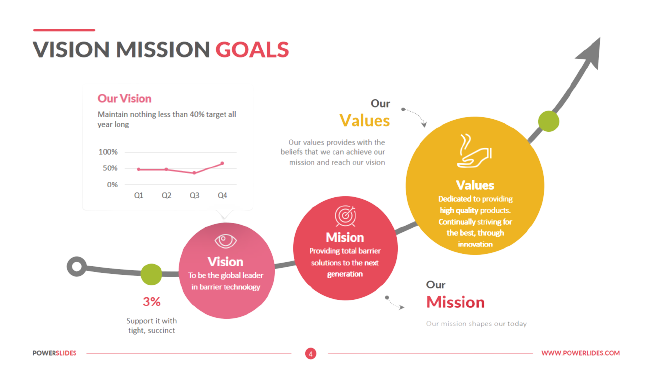 VISION MISSION GOALS
Our Vision
Maintain nothing less than 40% target all
year long
100%
50%
0%
Q1 Q2 Q3 Q4
Our
Values
Our values provides with the
beliefs that we can achieve our
mission and reach our vision
Values
Dedicated to providing
high quality products.
Continually striving for
the best, through
innovation
Mision
Providing total barrier
solutions to the next
generation
Vision
To be the global leader
in barrier technology
3%
Support it with
tight, succinct
Our
Mission
Our mission shapes our today
POWERSLIDES
4
WWW.POWERLIDES.COM